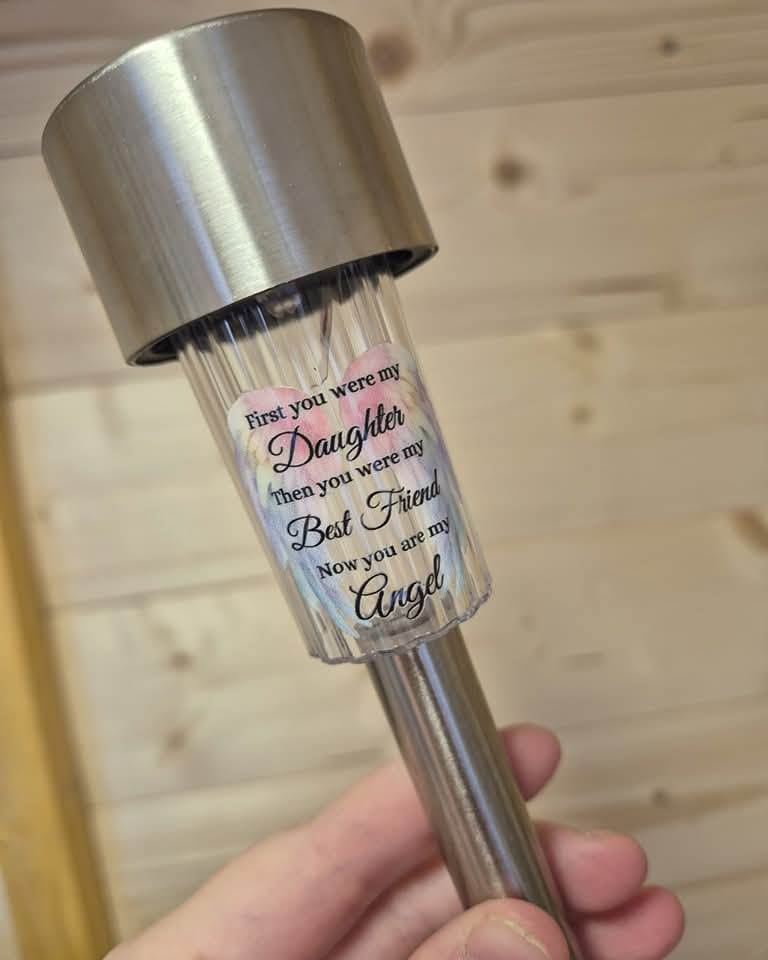 First you were my
Daughter
Then you were my
Best Friend
Now you are my
Angel